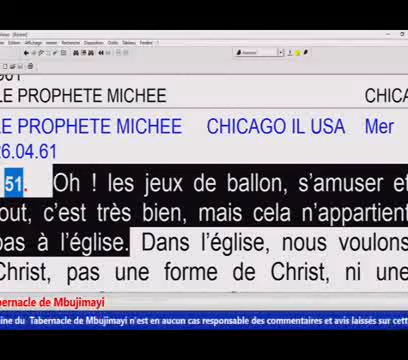 LE PROPHETE MICHEE CHICA
LE PROPHETE MICHEE CHICAGO IL USA Mer
26.04.61
51. Oh ! les jeux de ballon, s'amuser et
tout, c'est très bien, mais cela n'appartient
pas à l'église. Dans l'église, nous voulons
Christ, pas une forme de Christ, ni une
bernacle de Mbujimayi
ine du Tabernacle de Mbujimayi n'est en aucun cas responsable des commentaires et avis laissés sur cett